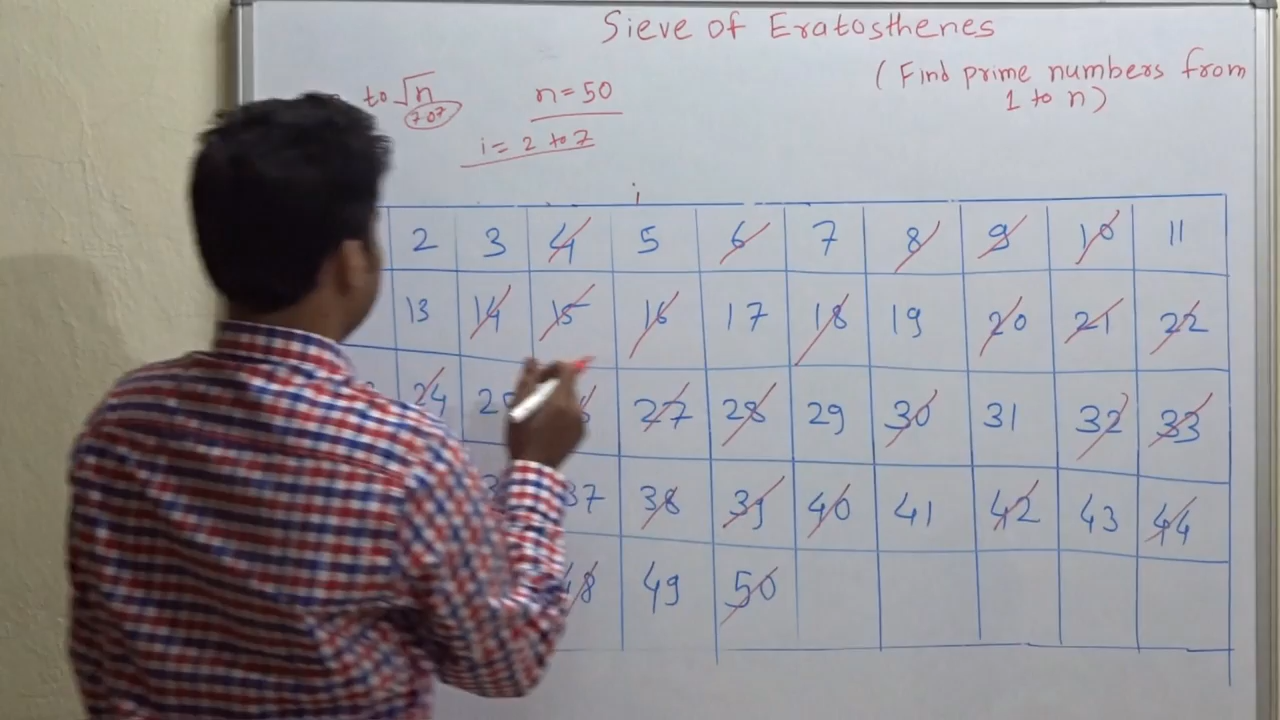 Sieve of Eratosthenes
(Find prime numbers from
1 to n)
to √n
7.07
n=50
i= 2 to 7
i
2 3 4 5 6 7 8 9 10 11
13 14 15 16 17 18 19 20 21 22
24 27 28 29 30 31 32 33
37 38 39 40 41 42 43 44
48 49 50